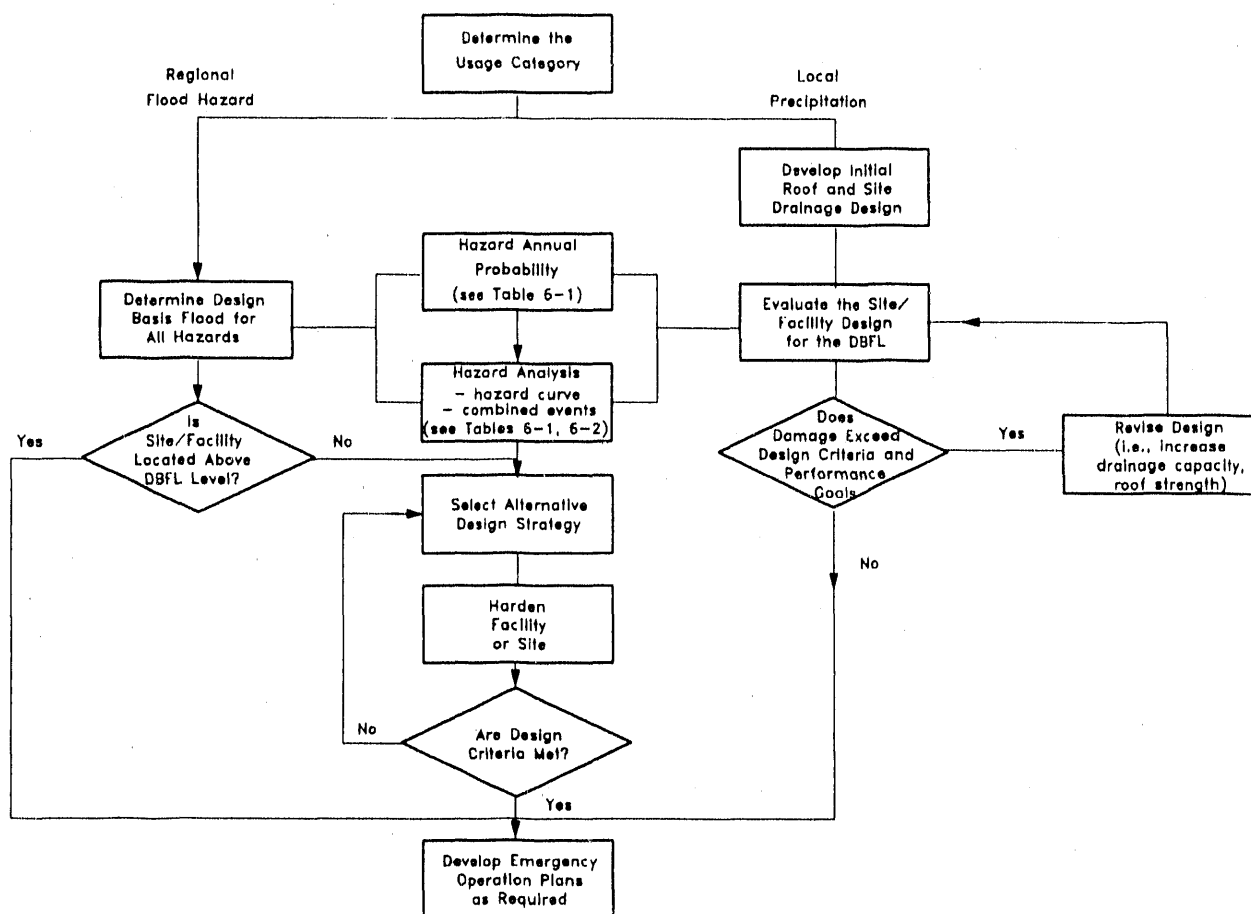 Determine the
Usage Category
Regional
Flood Hazard
Local
Precipitation
Develop Initial
Roof and Site
Drainage Design
Hazard Annual
Probability
(see Table 6-1)
Determine Design
Basis Flood for
All Hazards
Evaluate the Site/
Facility Design
for the DBFL
Hazard Analysis
- hazard curve
- combined events
(see Tables 6-1, 6-2)
Is
Site/Facility
Located Above
DBFL Level?
Yes
No
Does
Damage Exceed
Design Criteria and
Performance
Goals
Yes
Revise Design
(i.e., increase
drainage capacity,
roof strength)
Select Alternative
Design Strategy
No
Harden
Facility
or Site
No
Are Design
Criteria Met?
Yes
Develop Emergency
Operation Plans
as Required